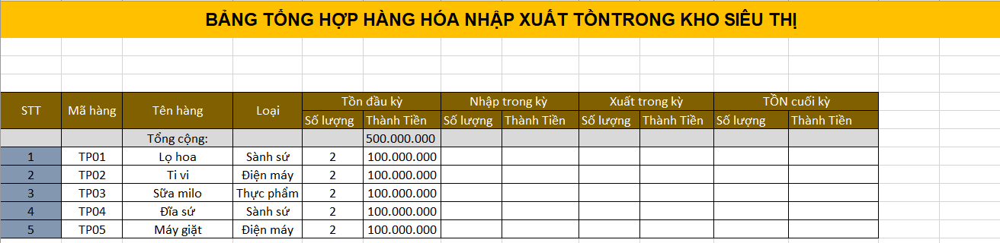 BẢNG TỔNG HỢP HÀNG HÓA NHẬP XUẤT TỒNTRONG KHO SIÊU THỊ
STT Mã hàng Tên hàng Loại Tồn đầu kỳ Nhập trong kỳ Xuất trong kỳ TỒN cuối kỳ
Số lượng Thành Tiền Số lượng Thành Tiền Số lượng Thành Tiền Số lượng Thành Tiền
Tổng cộng: 500.000.000
1 TP01 Lọ hoa Sành sứ 2 100.000.000
2 TP02 Ti vi Điện máy 2 100.000.000
3 TP03 Sữa milo Thực phẩm 2 100.000.000
4 TP04 Đĩa sứ Sành sứ 2 100.000.000
5 TP05 Máy giặt Điện máy 2 100.000.000